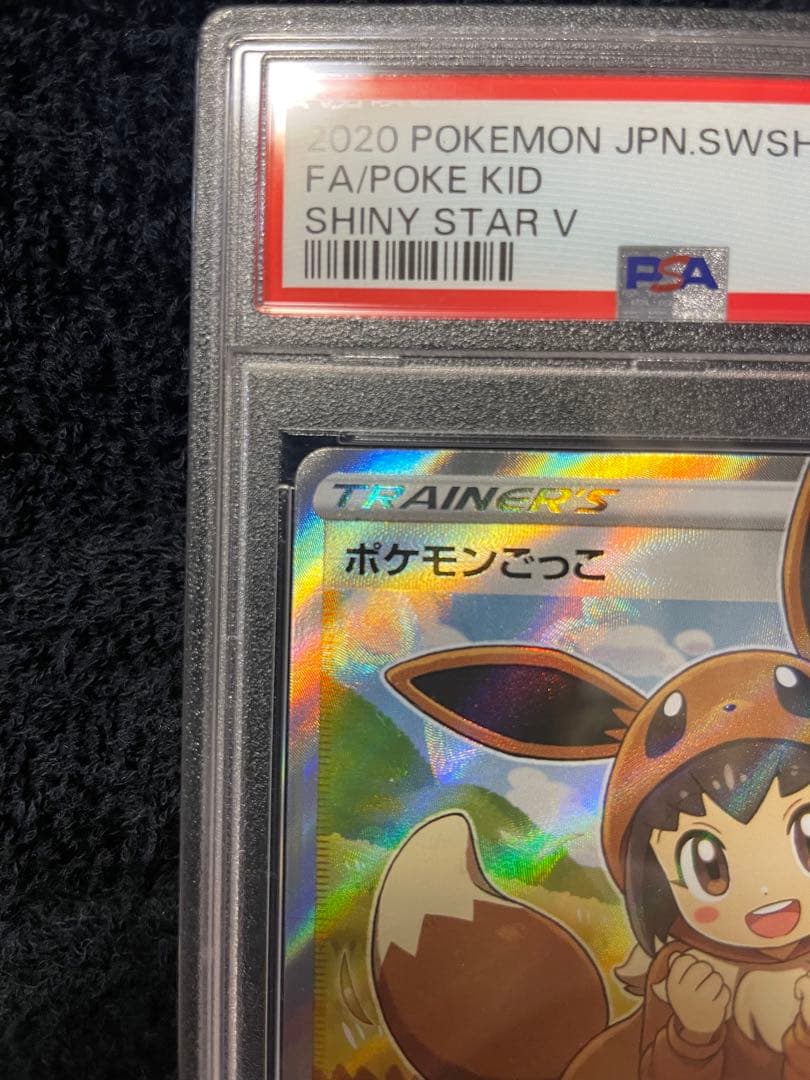 2020 POKEMON JPN.SWSH
FA/POKE KID
SHINY STAR V
PSA
TRAINER'S
ポケモンごっこ